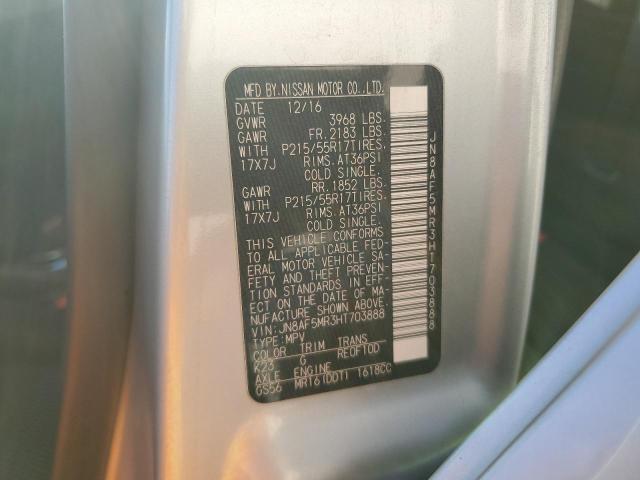 MFD BY NISSAN MOTOR CO.,LTD.
DATE 12/16
GVWR 3968 LBS.
GAWR FR. 2183 LBS.
WITH P215/55R17TIRES.
17X7J RIMS. AT36PSI
COLD SINGLE.
GAWR RR. 1852 LBS.
WITH P215/55R17TIRES.
17X7J RIMS. AT36PSI
COLD SINGLE.
THIS VEHICLE CONFORMS
TO ALL APPLICABLE FED-
ERAL MOTOR VEHICLE SA-
FETY AND THEFT PREVEN-
TION STANDARDS IN EFF-
ECT ON THE DATE OF MA-
NUFACTURE SHOWN ABOVE.
VIN: JN8AF5MR3HT703888
TYPE: MPV
COLOR TRIM TRANS
K23 G RE0F10D
AXLE ENGINE
GS56 MR16(DDT) 1618CC
JN8AF5MR3HT703888